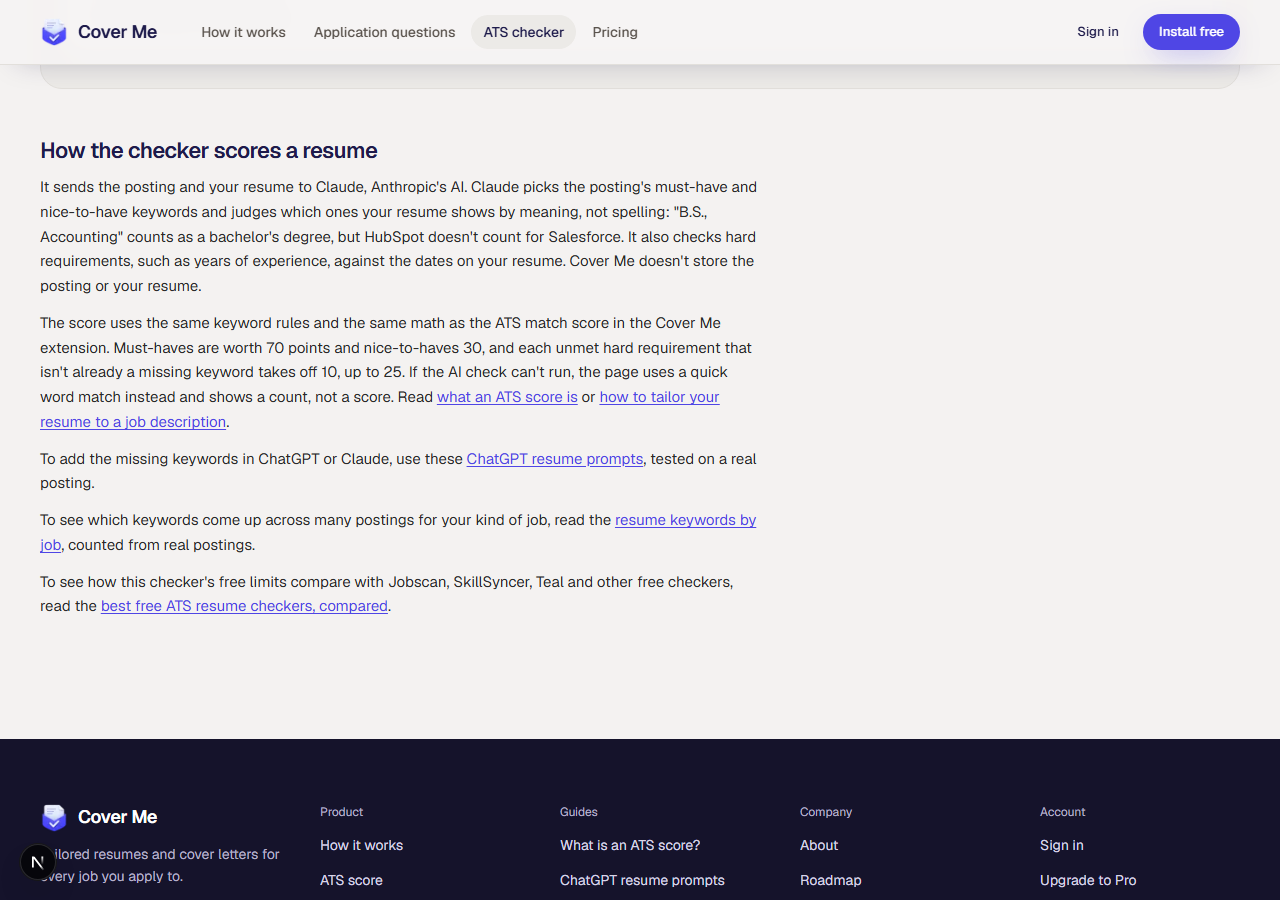 Cover Me
How it works
Application questions
ATS checker
Pricing
Sign in
Install free
How the checker scores a resume
It sends the posting and your resume to Claude, Anthropic's AI. Claude picks the posting's must-have and
nice-to-have keywords and judges which ones your resume shows by meaning, not spelling: "B.S.,
Accounting" counts as a bachelor's degree, but HubSpot doesn't count for Salesforce. It also checks hard
requirements, such as years of experience, against the dates on your resume. Cover Me doesn't store the
posting or your resume.
The score uses the same keyword rules and the same math as the ATS match score in the Cover Me
extension. Must-haves are worth 70 points and nice-to-haves 30, and each unmet hard requirement that
isn't already a missing keyword takes off 10, up to 25. If the AI check can't run, the page uses a quick
word match instead and shows a count, not a score. Read what an ATS score is or how to tailor your
resume to a job description.
To add the missing keywords in ChatGPT or Claude, use these ChatGPT resume prompts, tested on a real
posting.
To see which keywords come up across many postings for your kind of job, read the resume keywords by
job, counted from real postings.
To see how this checker's free limits compare with Jobscan, SkillSyncer, Teal and other free checkers,
read the best free ATS resume checkers, compared.
Cover Me
resumes and cover letters for
every job you apply to.
N
Product
How it works
ATS score
Guides
What is an ATS score?
ChatGPT resume prompts
Company
About
Roadmap
Account
Sign in
Upgrade to Pro